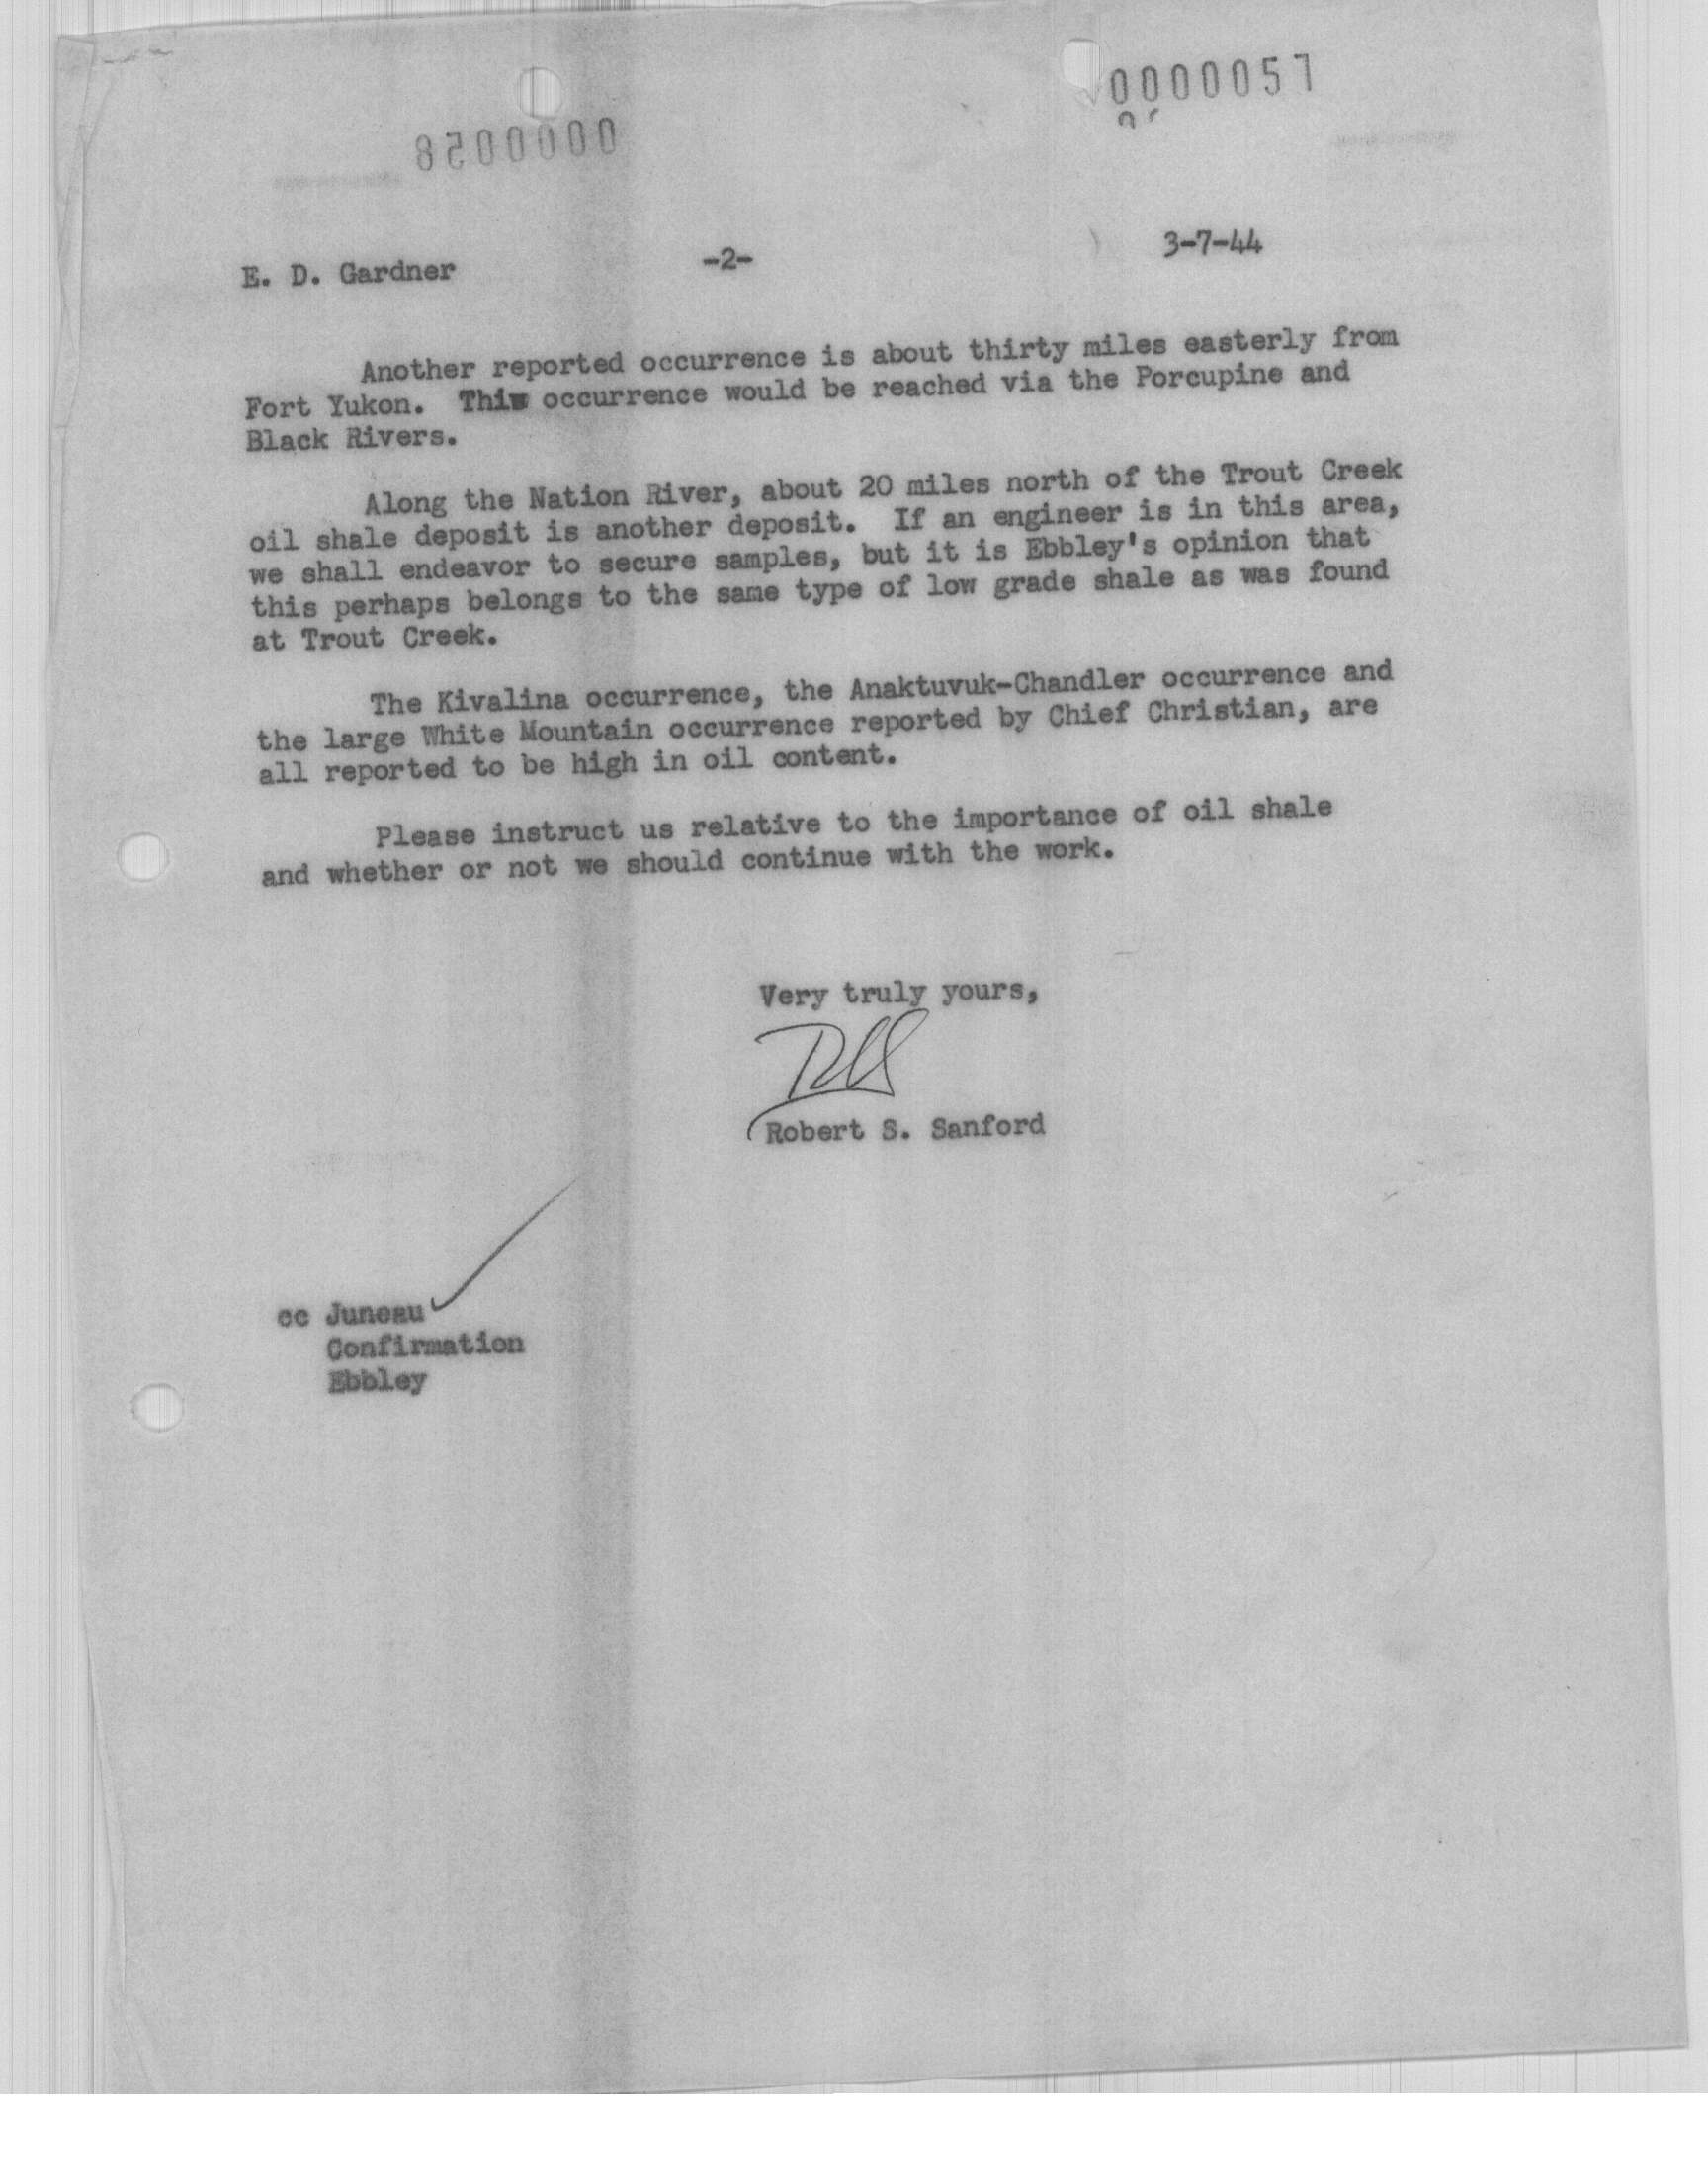 0000057
0000058
E. D. Gardner -2- 3-7-44
Another reported occurrence is about thirty miles easterly from
Fort Yukon. This occurrence would be reached via the Porcupine and
Black Rivers.
Along the Nation River, about 20 miles north of the Trout Creek
oil shale deposit is another deposit. If an engineer is in this area,
we shall endeavor to secure samples, but it is Ebbley's opinion that
this perhaps belongs to the same type of low grade shale as was found
at Trout Creek.
The Kivalina occurrence, the Anaktuvuk-Chandler occurrence and
the large White Mountain occurrence reported by Chief Christian, are
all reported to be high in oil content.
Please instruct us relative to the importance of oil shale
and whether or not we should continue with the work.
Very truly yours,
Robert S. Sanford
cc Juneau
Confirmation
Ebbley